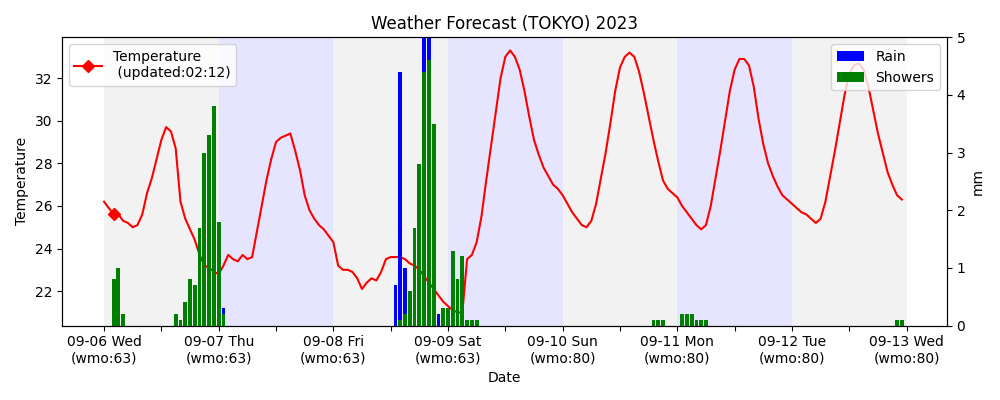 Weather Forecast (TOKYO) 2023
Temperature
(updated:02:12)
Rain
Showers
32
30
28
26
24
22
Temperature
5
4
3
2
1
0
mm
09-06 Wed
(wmo:63)
09-07 Thu
(wmo:63)
09-08 Fri
(wmo:63)
09-09 Sat
(wmo:63)
09-10 Sun
(wmo:80)
09-11 Mon
(wmo:80)
09-12 Tue
(wmo:80)
09-13 Wed
(wmo:80)
Date